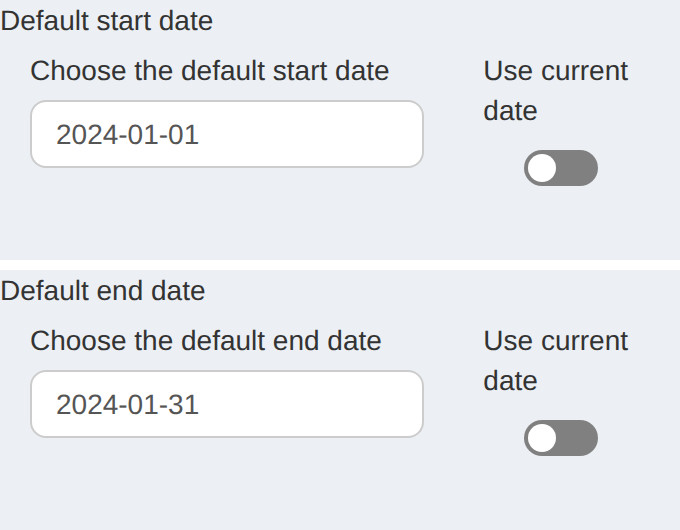 Default start date
Choose the default start date
Use current
date
2024-01-01
Default end date
Choose the default end date
Use current
date
2024-01-31